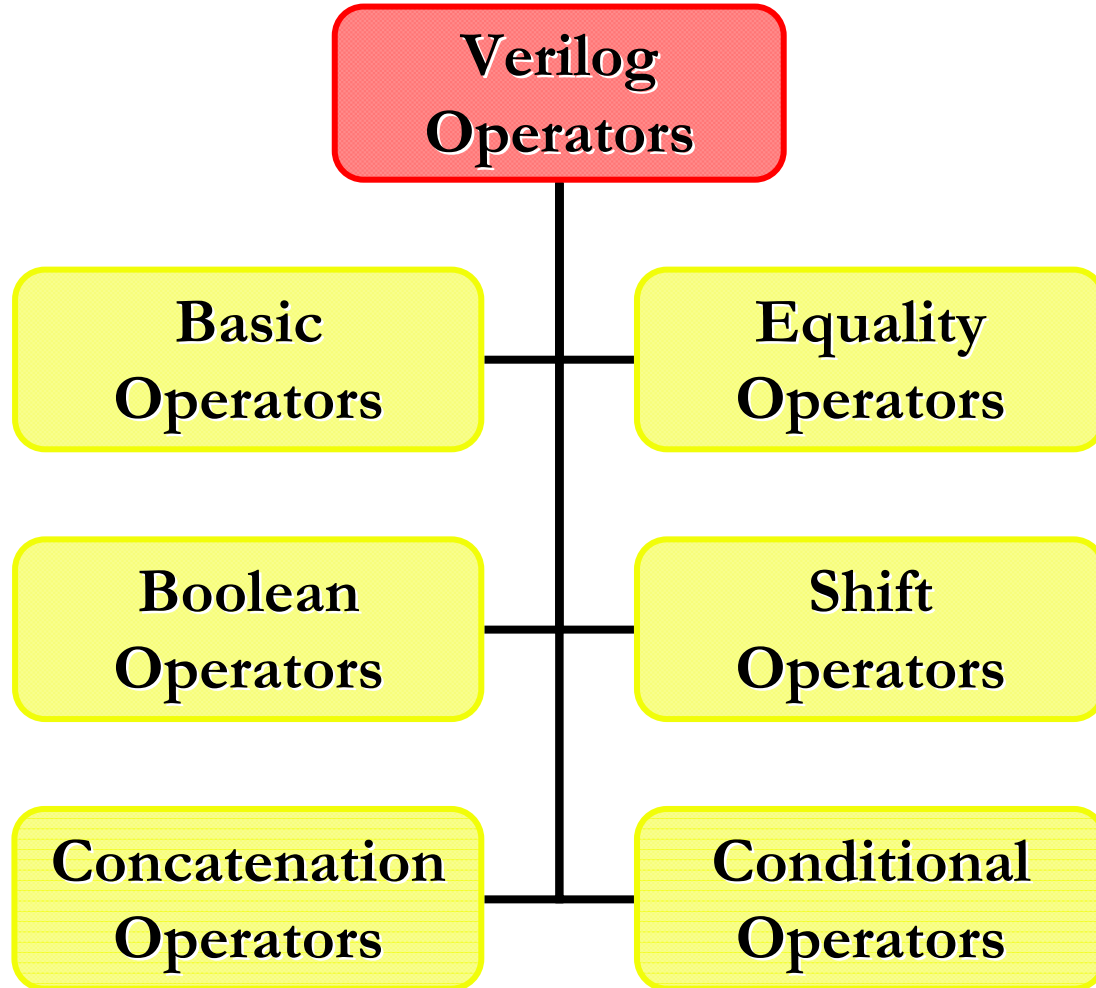 Verilog
Operators
Basic
Operators
Equality
Operators
Boolean
Operators
Shift
Operators
Concatenation
Operators
Conditional
Operators